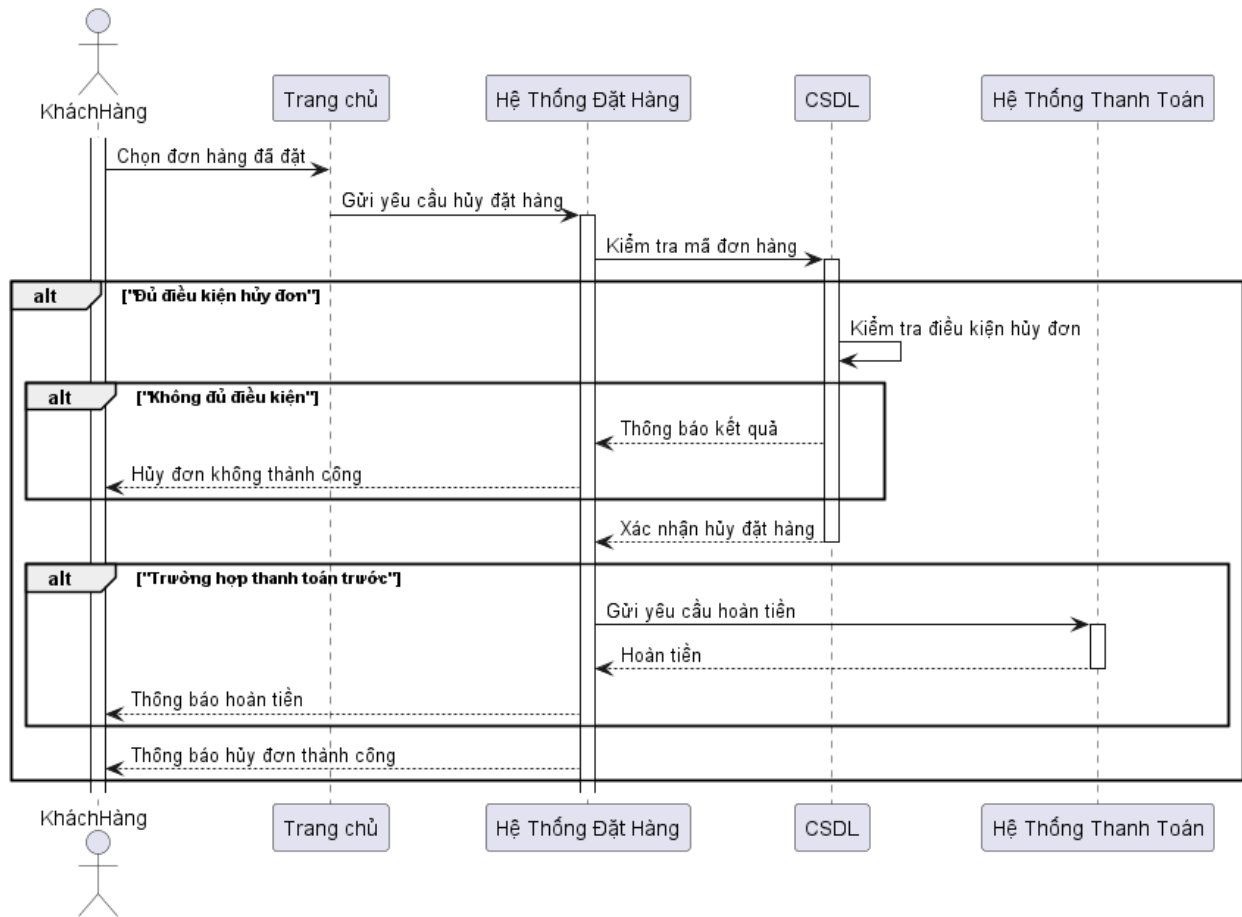 KháchHàng
Trang chủ
Hệ Thống Đặt Hàng
CSDL
Hệ Thống Thanh Toán
Chọn đơn hàng đã đặt
Gửi yêu cầu hủy đặt hàng
Kiểm tra mã đơn hàng
alt
["Đủ điều kiện hủy đơn"]
Kiểm tra điều kiện hủy đơn
alt
["Không đủ điều kiện"]
Thông báo kết quả
Hủy đơn không thành công
Xác nhận hủy đặt hàng
alt
["Trường hợp thanh toán trước"]
Gửi yêu cầu hoàn tiền
Hoàn tiền
Thông báo hoàn tiền
Thông báo hủy đơn thành công
KháchHàng
Trang chủ
Hệ Thống Đặt Hàng
CSDL
Hệ Thống Thanh Toán